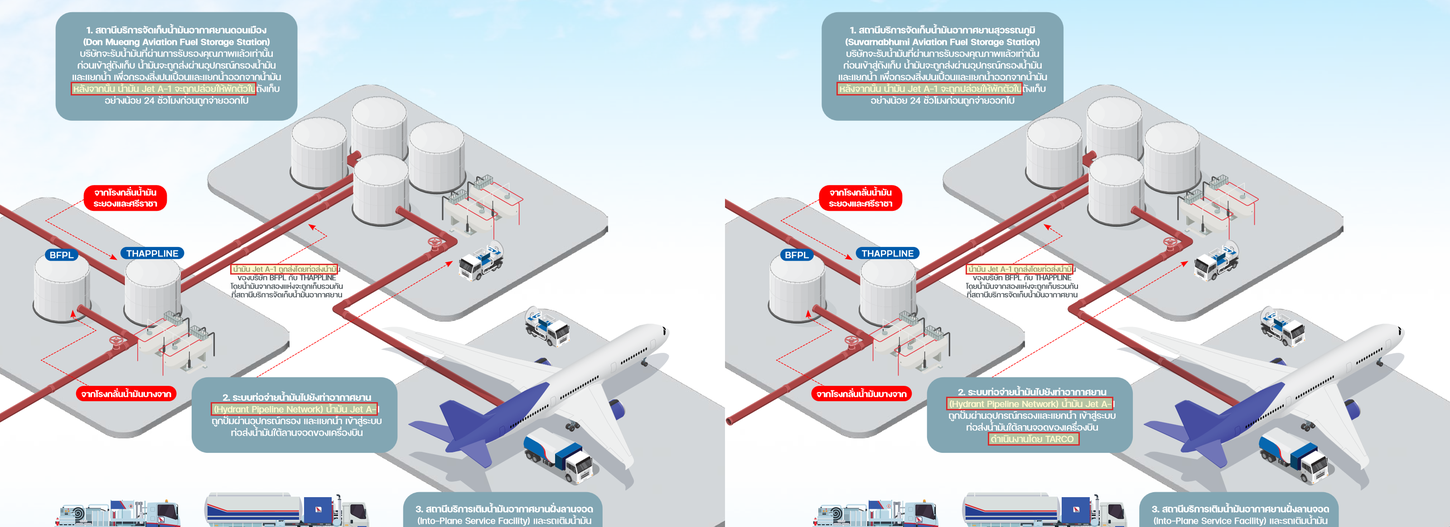 1. สถานีบริการจัดเก็บน้ำมันอากาศยานดอนเมือง
(Don Mueang Aviation Fuel Storage Station)
บริษัทจะรับน้ำมันที่ผ่านการรับรองคุณภาพแล้วเท่านั้น
ก่อนเข้าสู่ถังเก็บ น้ำมันจะถูกส่งผ่านอุปกรณ์กรองน้ำมัน
และแยกน้ำ เพื่อกรองสิ่งปนเปื้อนและแยกน้ำออกจากน้ำมัน
หลังจากนั้น น้ำมัน Jet A-1 จะถูกปล่อยให้พักตัวในถังเก็บ
อย่างน้อย 24 ชั่วโมงก่อนถูกจ่ายออกไป
จากโรงกลั่นน้ำมัน
ระยองและศรีราชา
BFPL
THAPPLINE
น้ำมัน Jet A-1 ถูกส่งโดยท่อส่งน้ำมัน
ของบริษัท BFPL กับ THAPPLINE
โดยน้ำมันจากสองแห่งจะถูกเก็บรวมกัน
ที่สถานีบริการจัดเก็บน้ำมันอากาศยาน
จากโรงกลั่นน้ำมันบางจาก
2. ระบบท่อจ่ายน้ำมันไปยังท่าอากาศยาน
(Hydrant Pipeline Network) น้ำมัน Jet A-1
ถูกปั๊มผ่านอุปกรณ์กรอง และแยกน้ำ เข้าสู่ระบบ
ท่อส่งน้ำมันใต้ลานจอดของเครื่องบิน
3. สถานีบริการเติมน้ำมันอากาศยานฝั่งลานจอด
(Into-Plane Service Facility) และรถเติมน้ำมัน
1. สถานีบริการจัดเก็บน้ำมันอากาศยานสุวรรณภูมิ
(Suvarnabhumi Aviation Fuel Storage Station)
บริษัทจะรับน้ำมันที่ผ่านการรับรองคุณภาพแล้วเท่านั้น
ก่อนเข้าสู่ถังเก็บ น้ำมันจะถูกส่งผ่านอุปกรณ์กรองน้ำมัน
และแยกน้ำ เพื่อกรองสิ่งปนเปื้อนและแยกน้ำออกจากน้ำมัน
หลังจากนั้น น้ำมัน Jet A-1 จะถูกปล่อยให้พักตัวในถังเก็บ
อย่างน้อย 24 ชั่วโมงก่อนถูกจ่ายออกไป
จากโรงกลั่นน้ำมัน
ระยองและศรีราชา
BFPL
THAPPLINE
น้ำมัน Jet A-1 ถูกส่งโดยท่อส่งน้ำมัน
ของบริษัท BFPL กับ THAPPLINE
โดยน้ำมันจากสองแห่งจะถูกเก็บรวมกัน
ที่สถานีบริการจัดเก็บน้ำมันอากาศยาน
จากโรงกลั่นน้ำมันบางจาก
2. ระบบท่อจ่ายน้ำมันไปยังท่าอากาศยาน
(Hydrant Pipeline Network) น้ำมัน Jet A-1
ถูกปั๊มผ่านอุปกรณ์กรองและแยกน้ำ เข้าสู่ระบบ
ท่อส่งน้ำมันใต้ลานจอดของเครื่องบิน
ดำเนินงานโดย TARCO
3. สถานีบริการเติมน้ำมันอากาศยานฝั่งลานจอด
(Into-Plane Service Facility) และรถเติมน้ำมัน